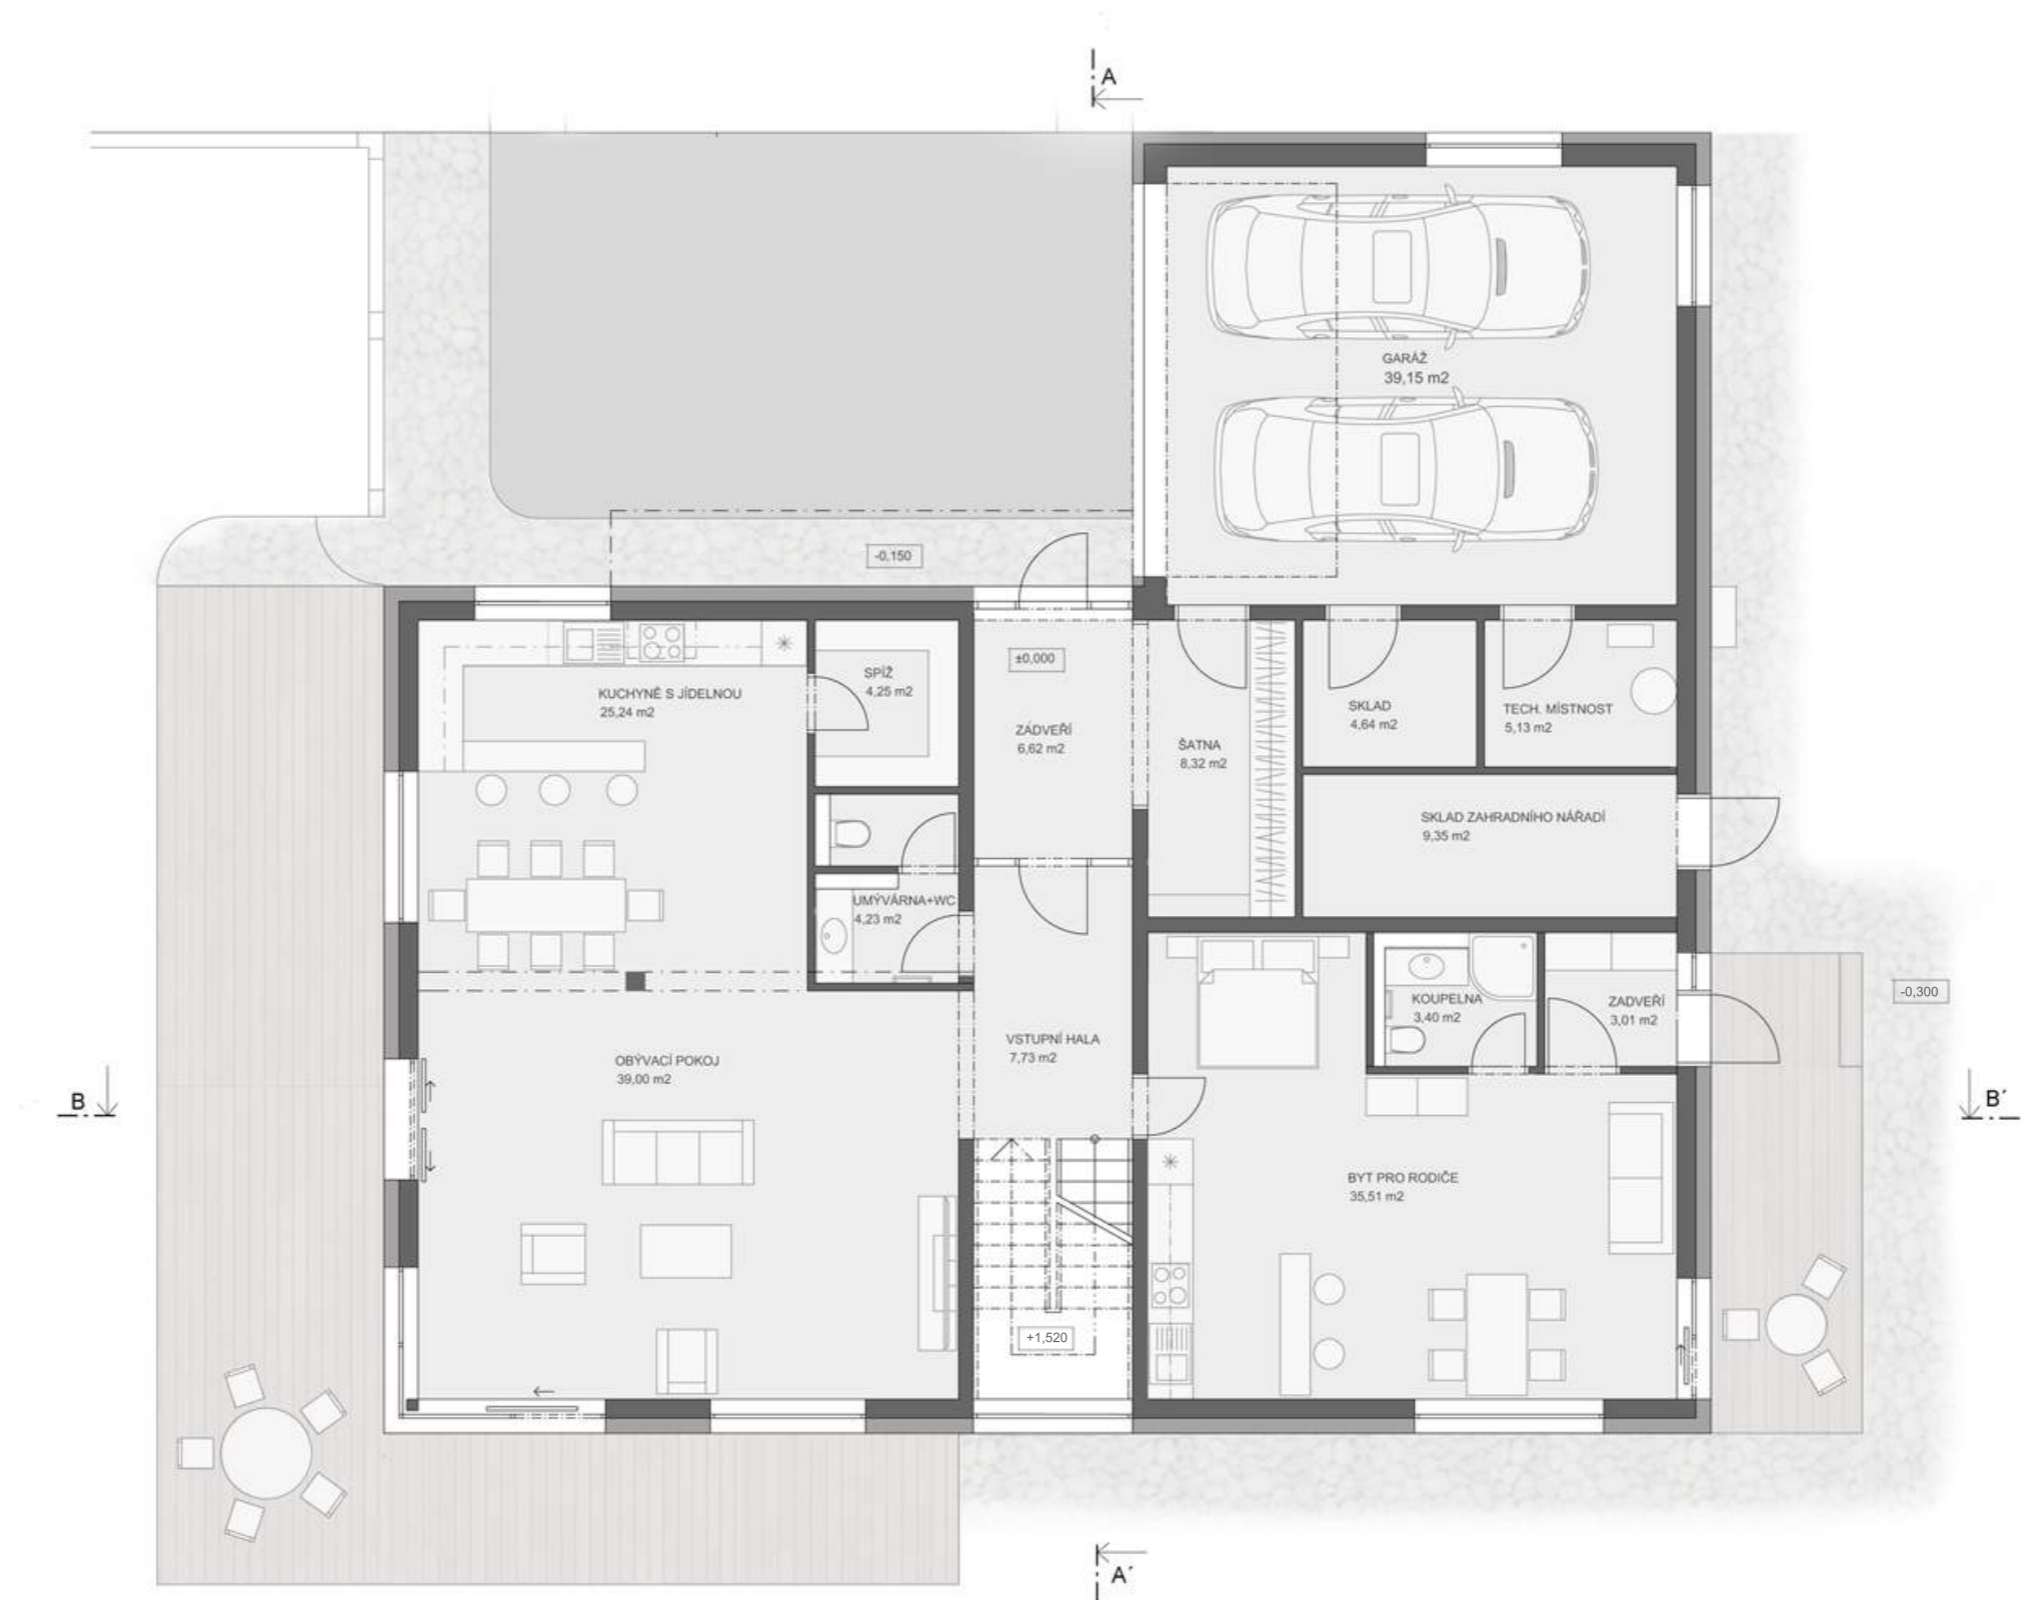 A
GARÁŽ
39,15 m2
-0,150
±0,000
SPÍŽ
4,25 m2
KUCHYNĚ S JÍDELNOU
25,24 m2
ZÁDVEŘÍ
6,62 m2
ŠATNA
8,32 m2
SKLAD
4,64 m2
TECH. MÍSTNOST
5,13 m2
SKLAD ZAHRADNÍHO NÁŘADÍ
9,35 m2
UMÝVÁRNA+WC
4,23 m2
KOUPELNA
3,40 m2
ZADVEŘÍ
3,01 m2
-0,300
VSTUPNÍ HALA
7,73 m2
OBÝVACÍ POKOJ
39,00 m2
B
B´
BYT PRO RODIČE
35,51 m2
+1,520
A´